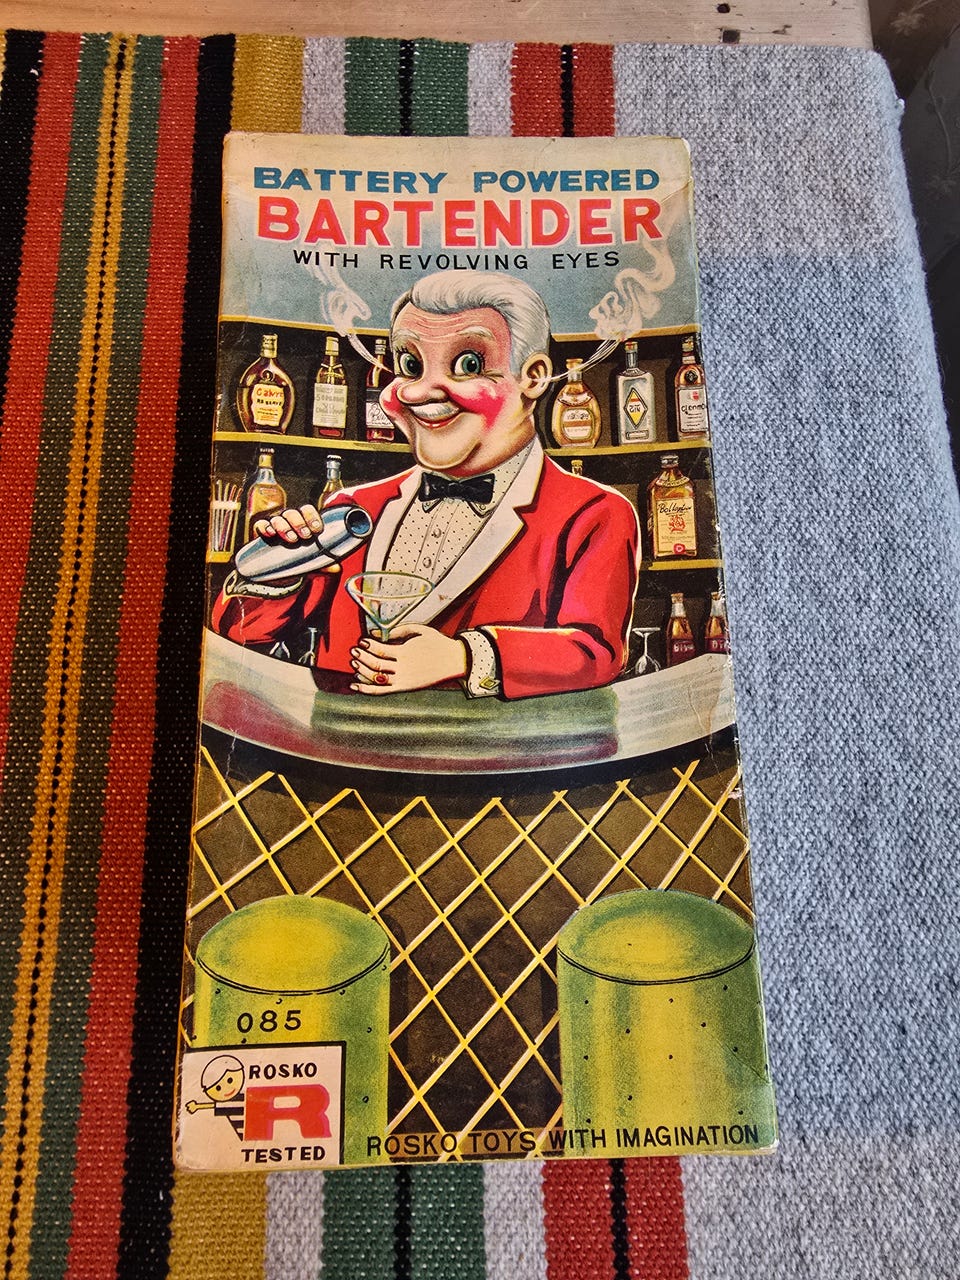 BATTERY POWERED
BARTENDER
WITH REVOLVING EYES
GIN
085
ROSKO
R
TESTED
ROSKO TOYS WITH IMAGINATION